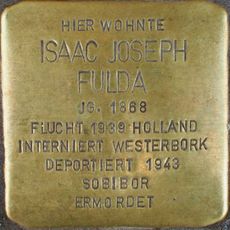 HIER WOHNTE
ISAAC JOSEPH
FULDA
JG. 1868
FLUCHT 1939 HOLLAND
INTERNIERT WESTERBORK
DEPORTIERT 1943
SOBIBOR
ERMORDET